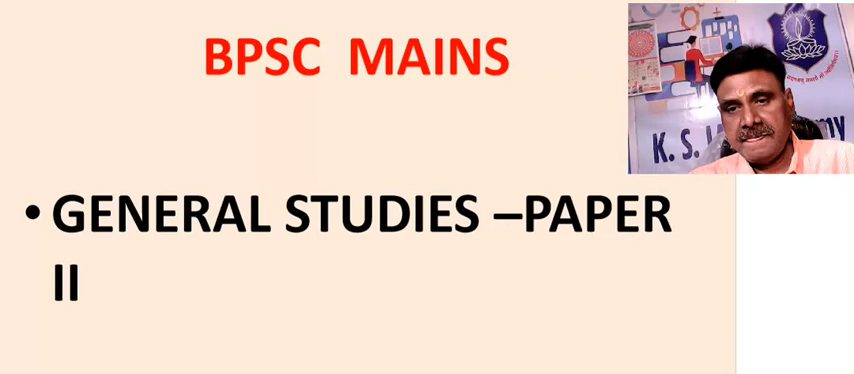 BPSC MAINS
• GENERAL STUDIES –PAPER
II
K. S.